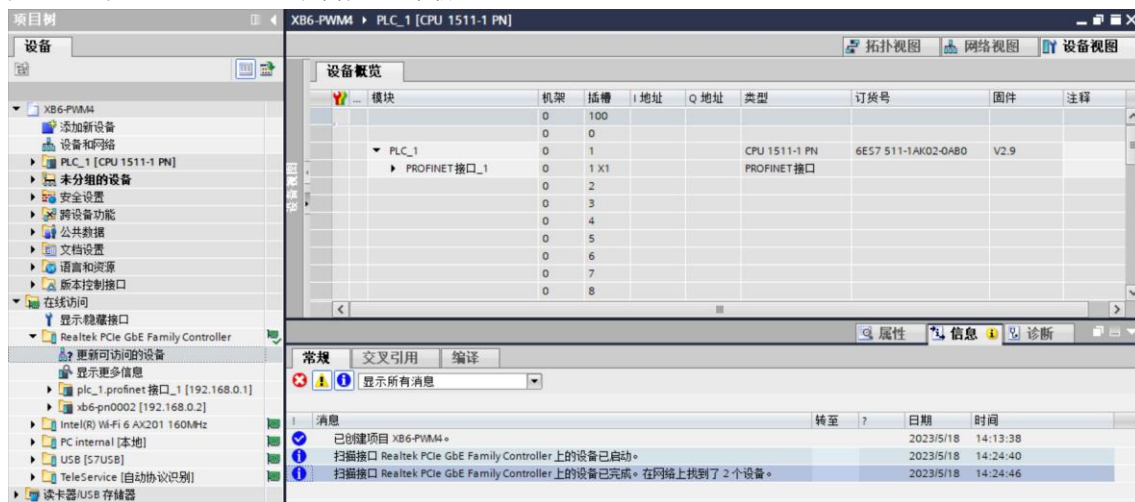 项目树
XB6-PWM4 ▸ PLC_1 [CPU 1511-1 PN]
设备
拓扑视图 网络视图 设备视图
设备概览
... 模块 机架 插槽 I 地址 Q 地址 类型 订货号 固件 注释
0 100
0 0
PLC_1 0 1 CPU 1511-1 PN 6ES7 511-1AK02-0AB0 V2.9
PROFINET接口_1 0 1 X1 PROFINET接口
0 2
0 3
0 4
0 5
0 6
0 7
0 8
XB6-PWM4
添加新设备
设备和网络
PLC_1 [CPU 1511-1 PN]
未分组的设备
安全设置
跨设备功能
公共数据
文档设置
语言和资源
版本控制接口
在线访问
显示/隐藏接口
Realtek PCIe GbE Family Controller
更新可访问的设备
显示更多信息
plc_1.profinet 接口_1 [192.168.0.1]
xb6-pn0002 [192.168.0.2]
Intel(R) Wi-Fi 6 AX201 160MHz
PC internal [本地]
USB [S7USB]
TeleService [自动协议识别]
读卡器/USB 存储器
设备视图
属性 信息 诊断
常规 交叉引用 编译
显示所有消息
! 消息 转至 ? 日期 时间
已创建项目 XB6-PWM4。 2023/5/18 14:13:38
扫描接口 Realtek PCIe GbE Family Controller 上的设备已启动。 2023/5/18 14:24:40
扫描接口 Realtek PCIe GbE Family Controller 上的设备已完成。在网络上找到了 2 个设备。 2023/5/18 14:24:46